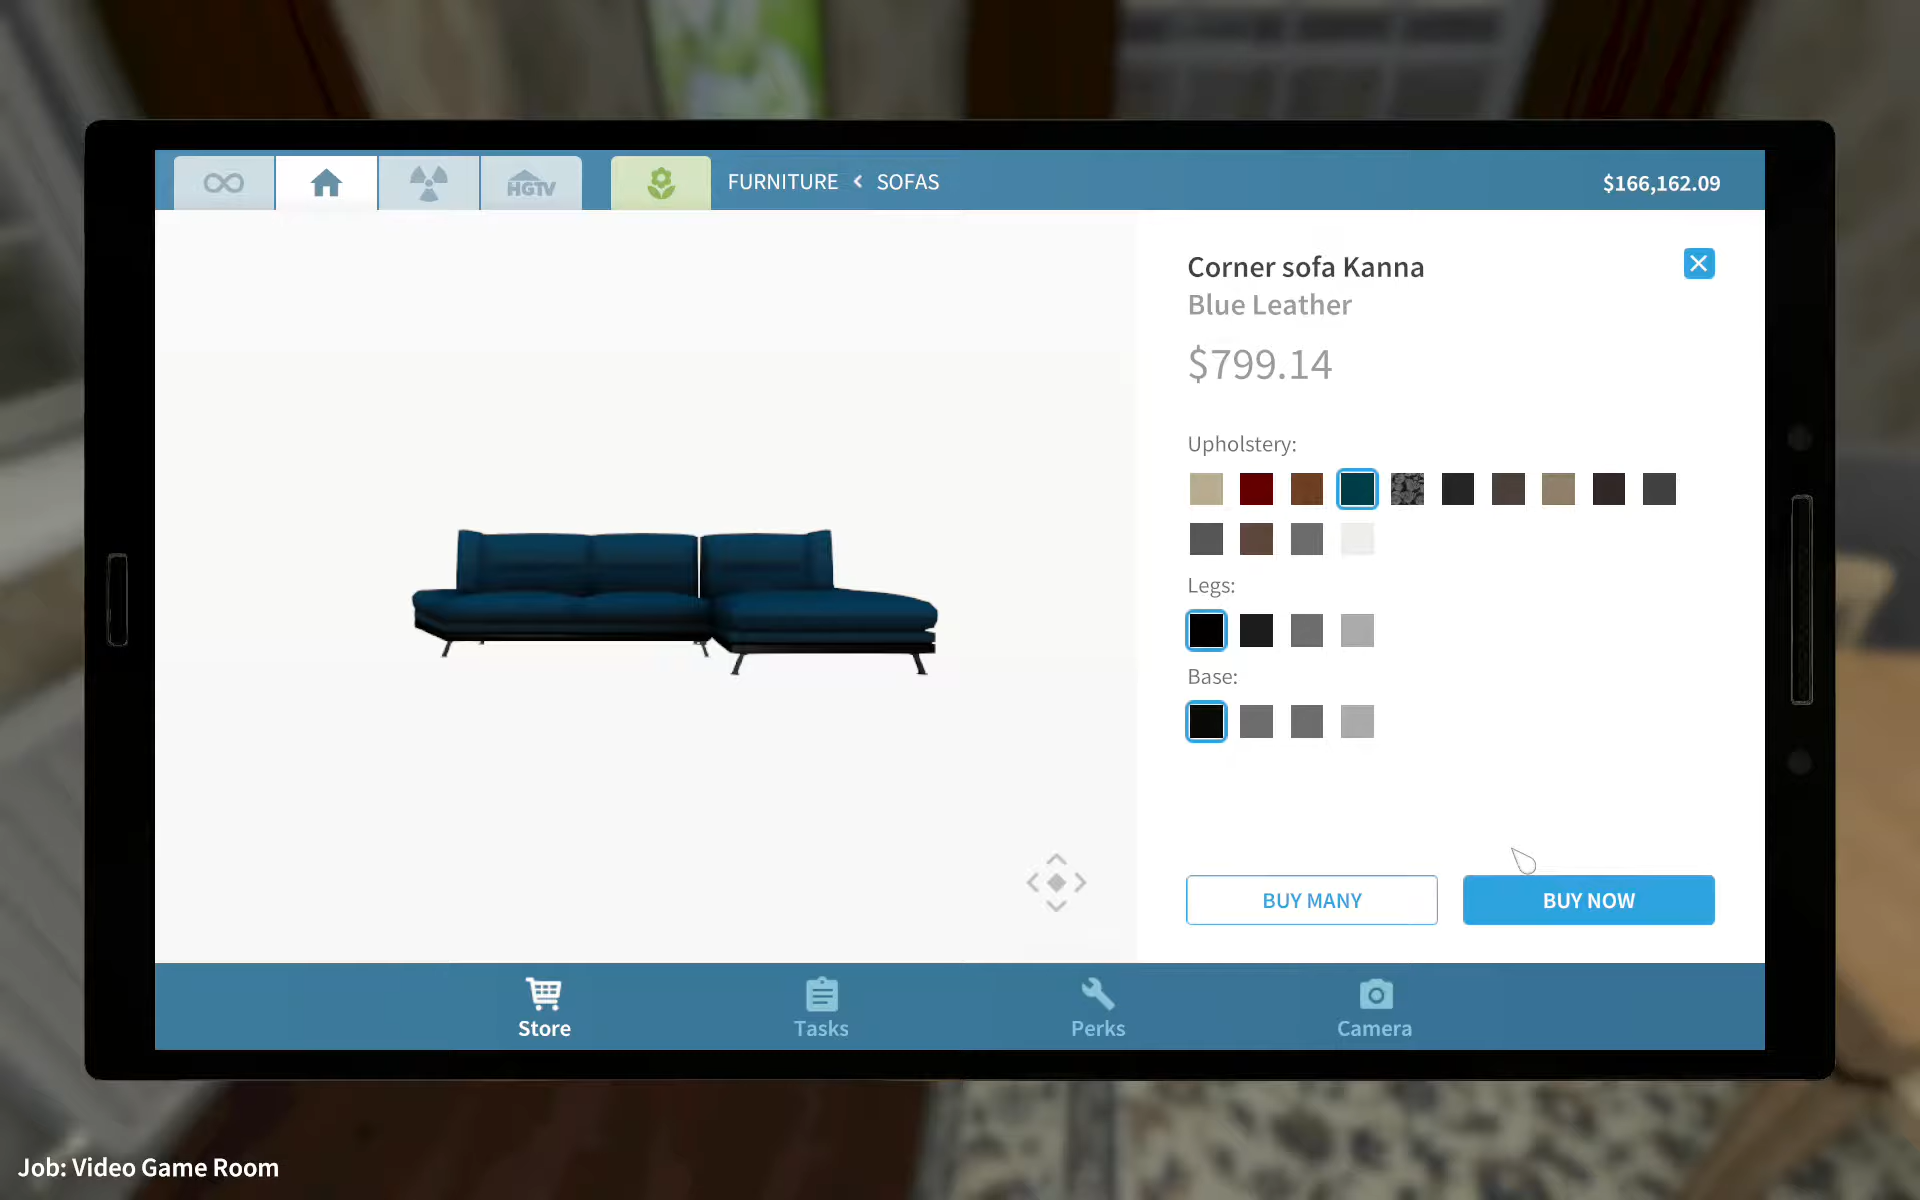 HGTV
FURNITURE < SOFAS
$166,162.09
Corner sofa Kanna
Blue Leather
$799.14
Upholstery:
Legs:
Base:
BUY MANY
BUY NOW
Store
Tasks
Perks
Camera
Job: Video Game Room